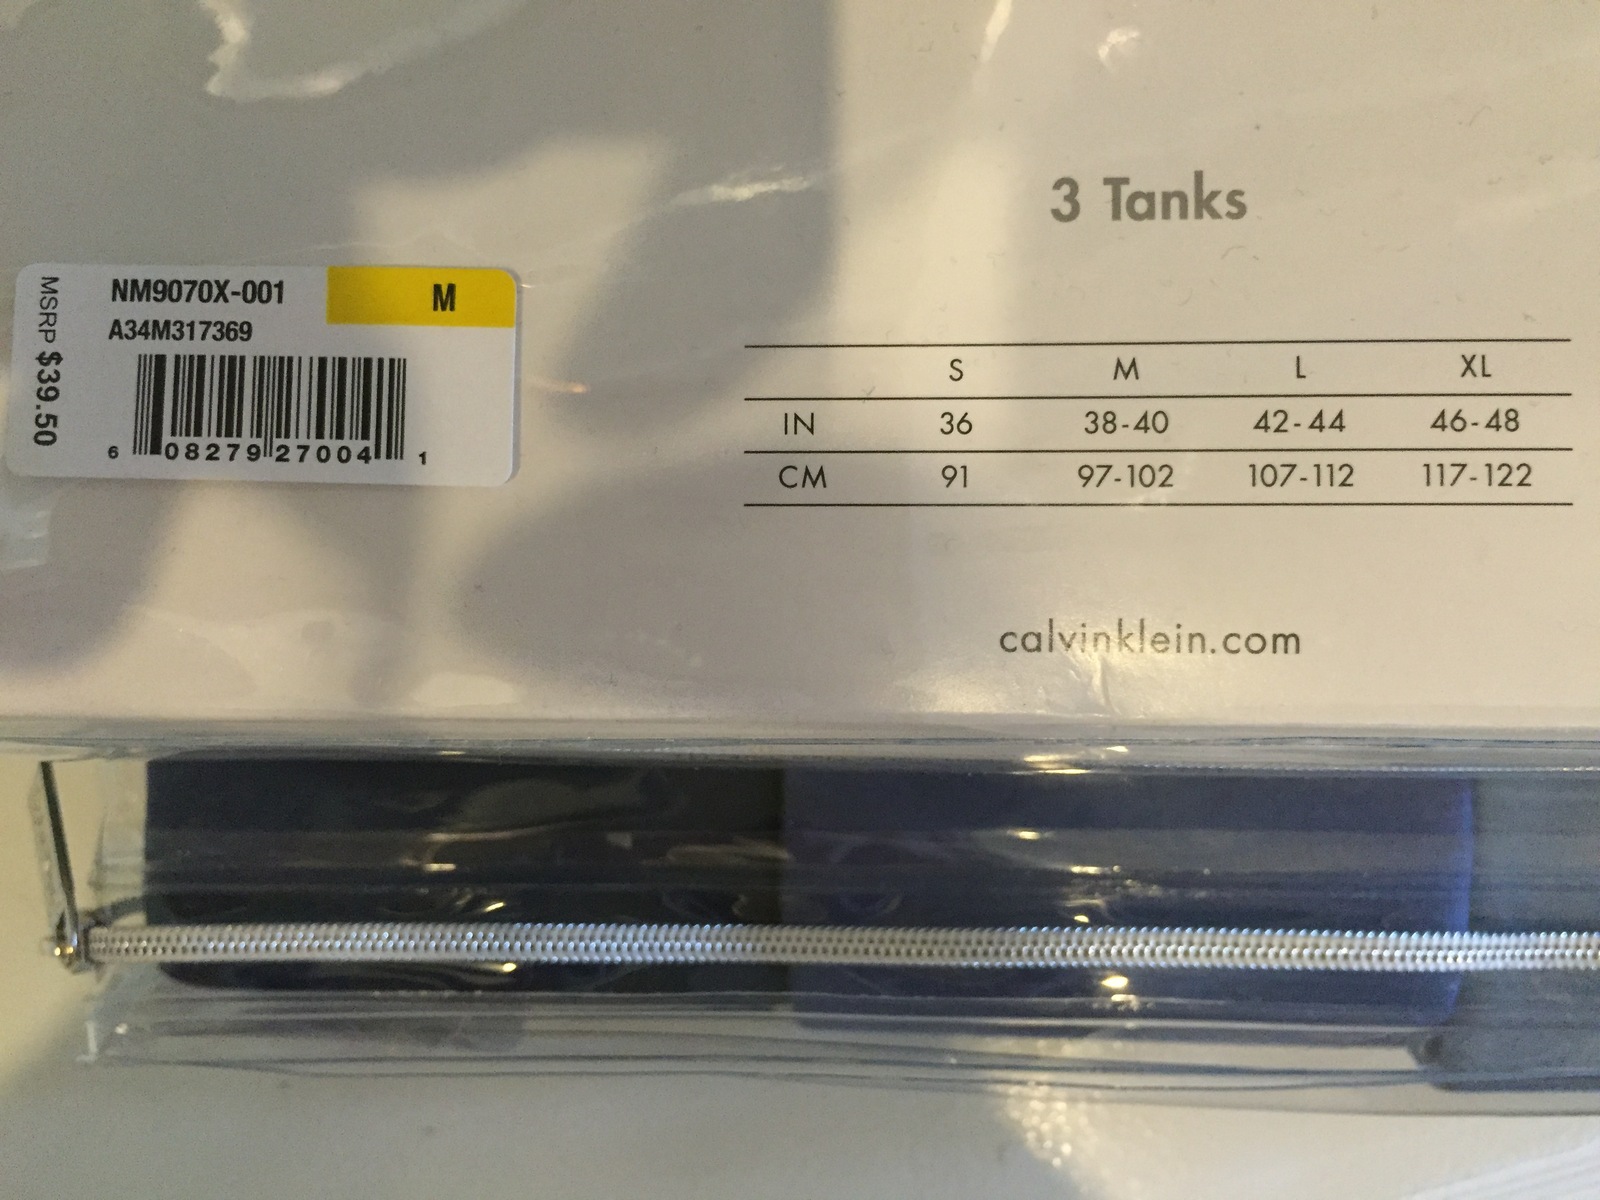 MSRP $39.50
NM9070X-001
M
A34M317369
6 08279 27004 1
3 Tanks
S M L XL
IN 36 38-40 42-44 46-48
CM 91 97-102 107-112 117-122
calvinklein.com